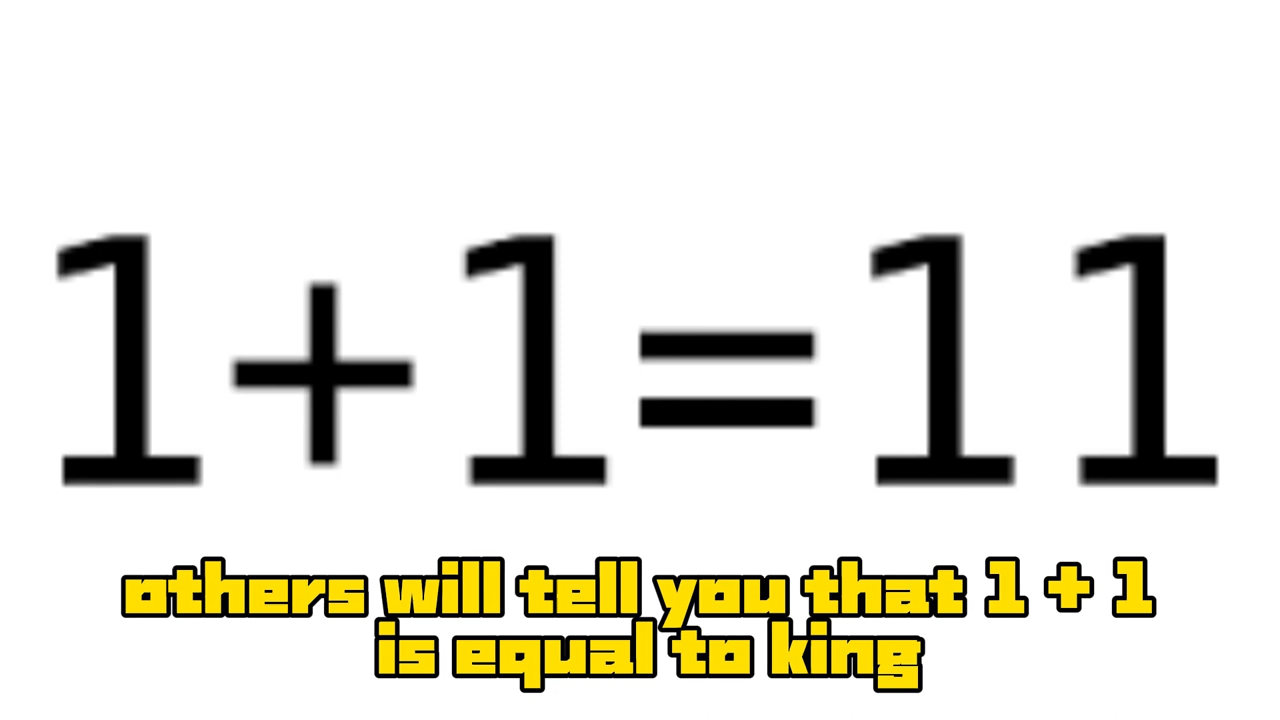 1+1=11
others will tell you that 1 + 1
is equal to king